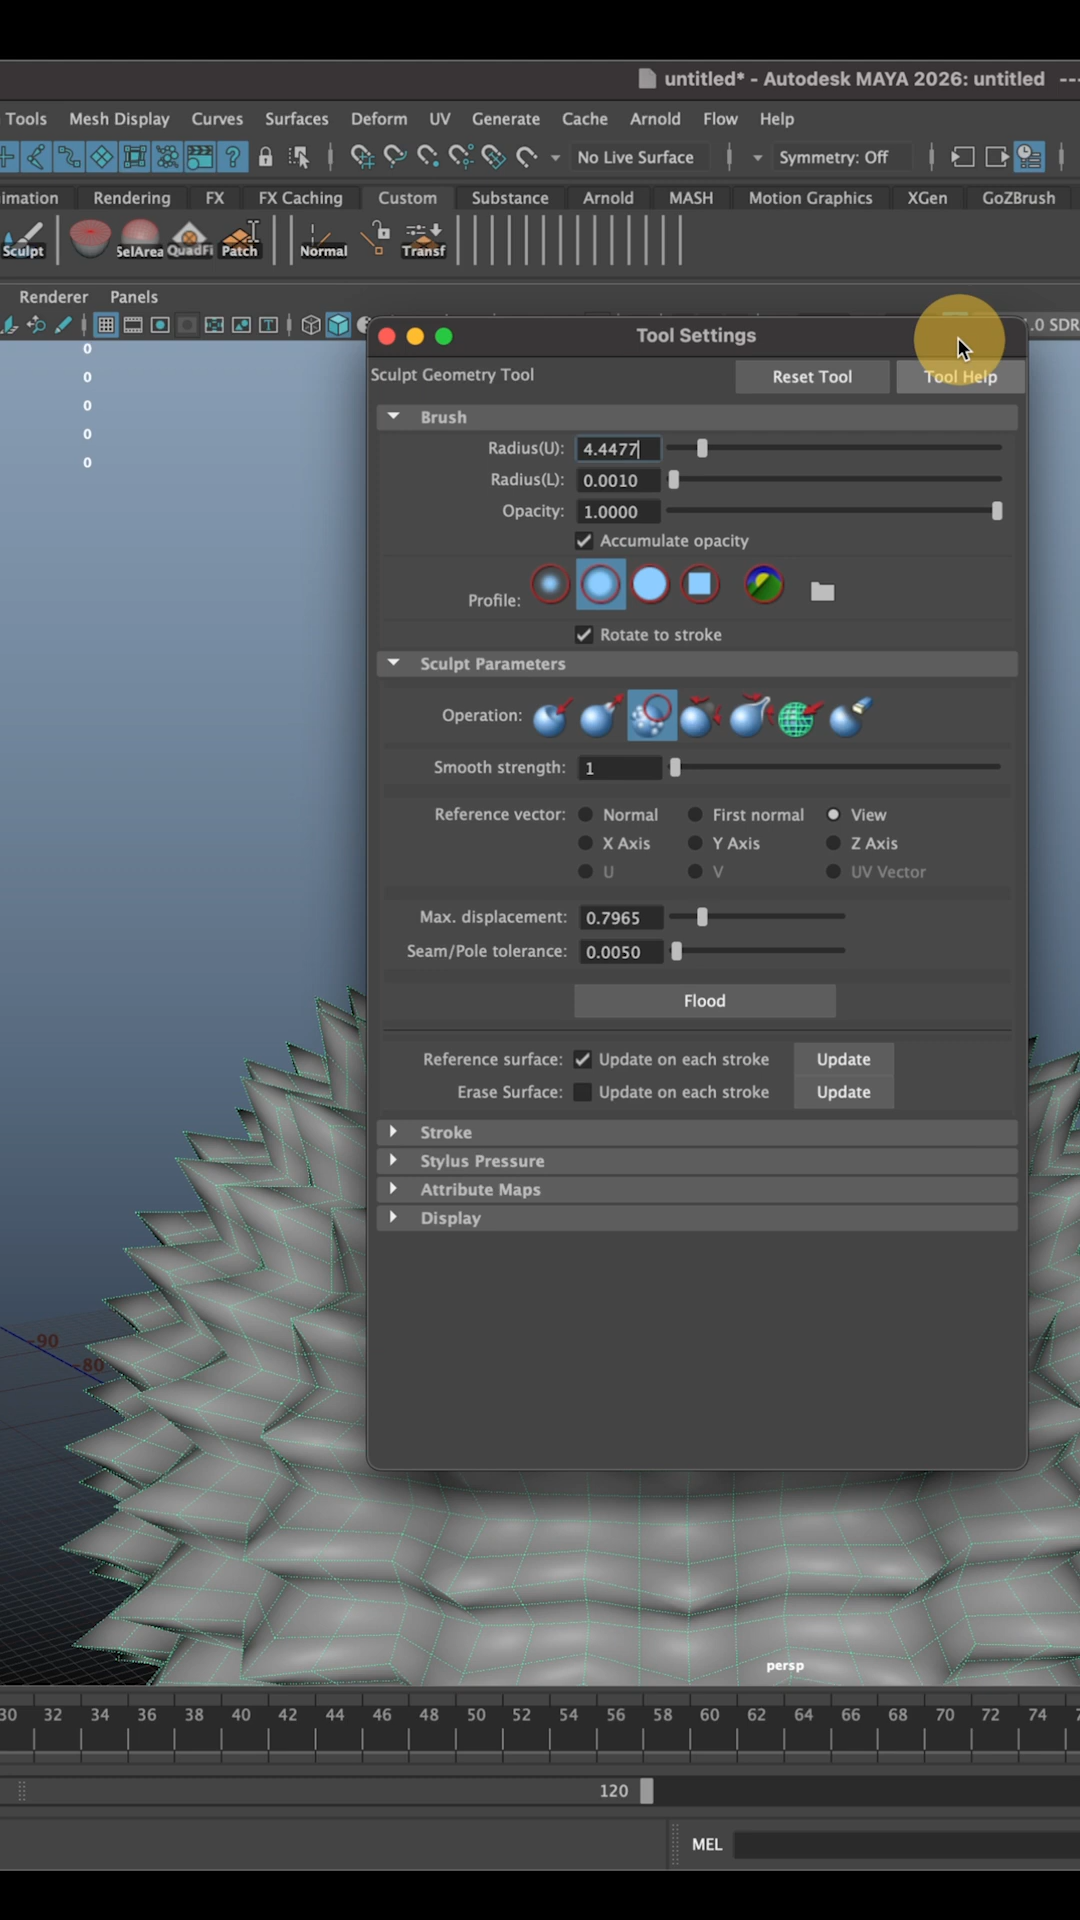 untitled* - Autodesk MAYA 2026: untitled ---
Tools Mesh Display Curves Surfaces Deform UV Generate Cache Arnold Flow Help
No Live Surface Symmetry: Off
imation Rendering FX FX Caching Custom Substance Arnold MASH Motion Graphics XGen GoZBrush
Sculpt SelArea QuadFi Patch Normal Transf
Renderer Panels
.0 SDR
0
0
0
0
0
Tool Settings
Sculpt Geometry Tool Reset Tool Tool Help
Brush
Radius(U): 4.4477
Radius(L): 0.0010
Opacity: 1.0000
Accumulate opacity
Profile:
Rotate to stroke
Sculpt Parameters
Operation:
Smooth strength: 1
Reference vector: Normal First normal View
X Axis Y Axis Z Axis
U V UV Vector
Max. displacement: 0.7965
Seam/Pole tolerance: 0.0050
Flood
Reference surface: Update on each stroke Update
Erase Surface: Update on each stroke Update
Stroke
Stylus Pressure
Attribute Maps
Display
-90
-80
persp
30 32 34 36 38 40 42 44 46 48 50 52 54 56 58 60 62 64 66 68 70 72 74 7
120
MEL